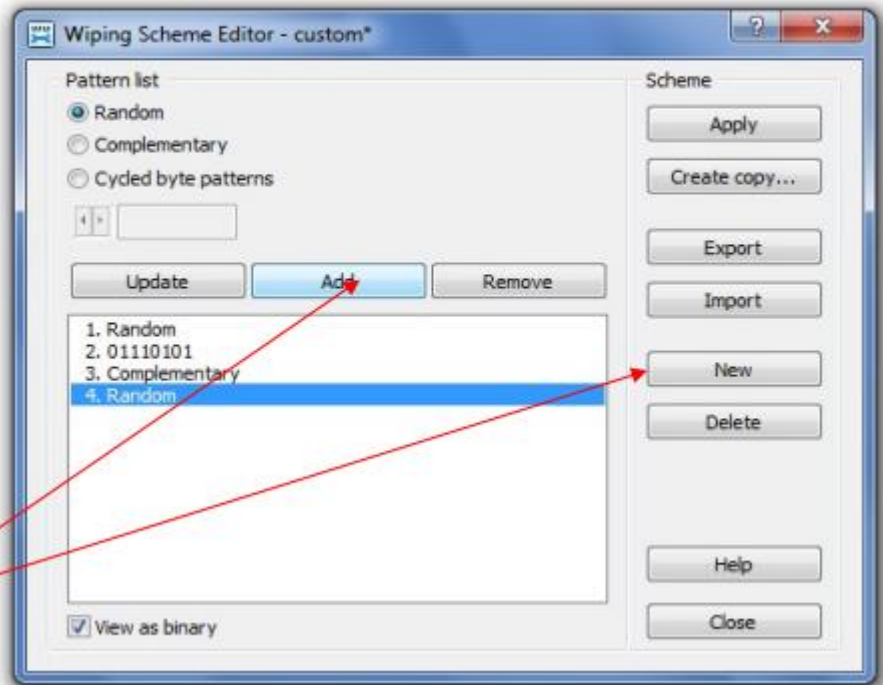 Wiping Scheme Editor - custom*
Pattern list
Random
Complementary
Cycled byte patterns
Update Add Remove
1. Random
2. 01110101
3. Complementary
4. Random
View as binary
Scheme
Apply
Create copy...
Export
Import
New
Delete
Help
Close